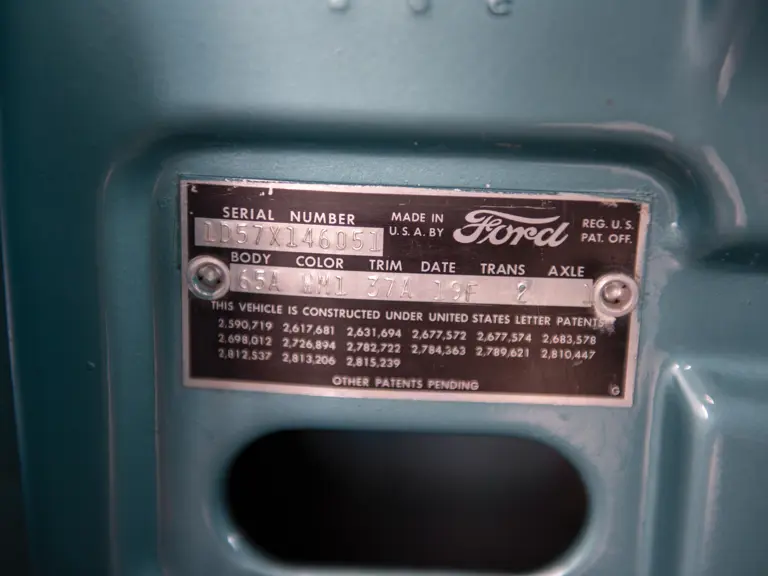 SERIAL NUMBER MADE IN U.S.A. BY Ford REG. U.S. PAT. OFF.
1D57X146051
BODY COLOR TRIM DATE TRANS AXLE
65A LM1 37A 19F 2 1
THIS VEHICLE IS CONSTRUCTED UNDER UNITED STATES LETTER PATENTS
2,590,719 2,617,681 2,631,694 2,677,572 2,677,574 2,683,578
2,698,012 2,726,894 2,782,722 2,784,363 2,789,621 2,810,447
2,812,537 2,813,206 2,815,239
OTHER PATENTS PENDING
G